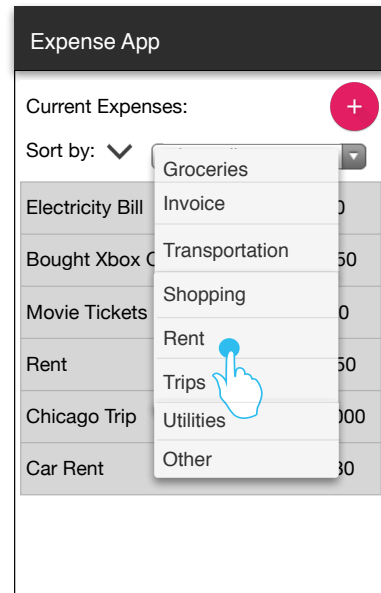 Expense App
Current Expenses:
+
Sort by:
Groceries
Electricity Bill
Invoice
0
Bought Xbox
Transportation
50
Movie Tickets
Shopping
0
Rent
Rent
50
Trips
Chicago Trip
Utilities
000
Car Rent
Other
30